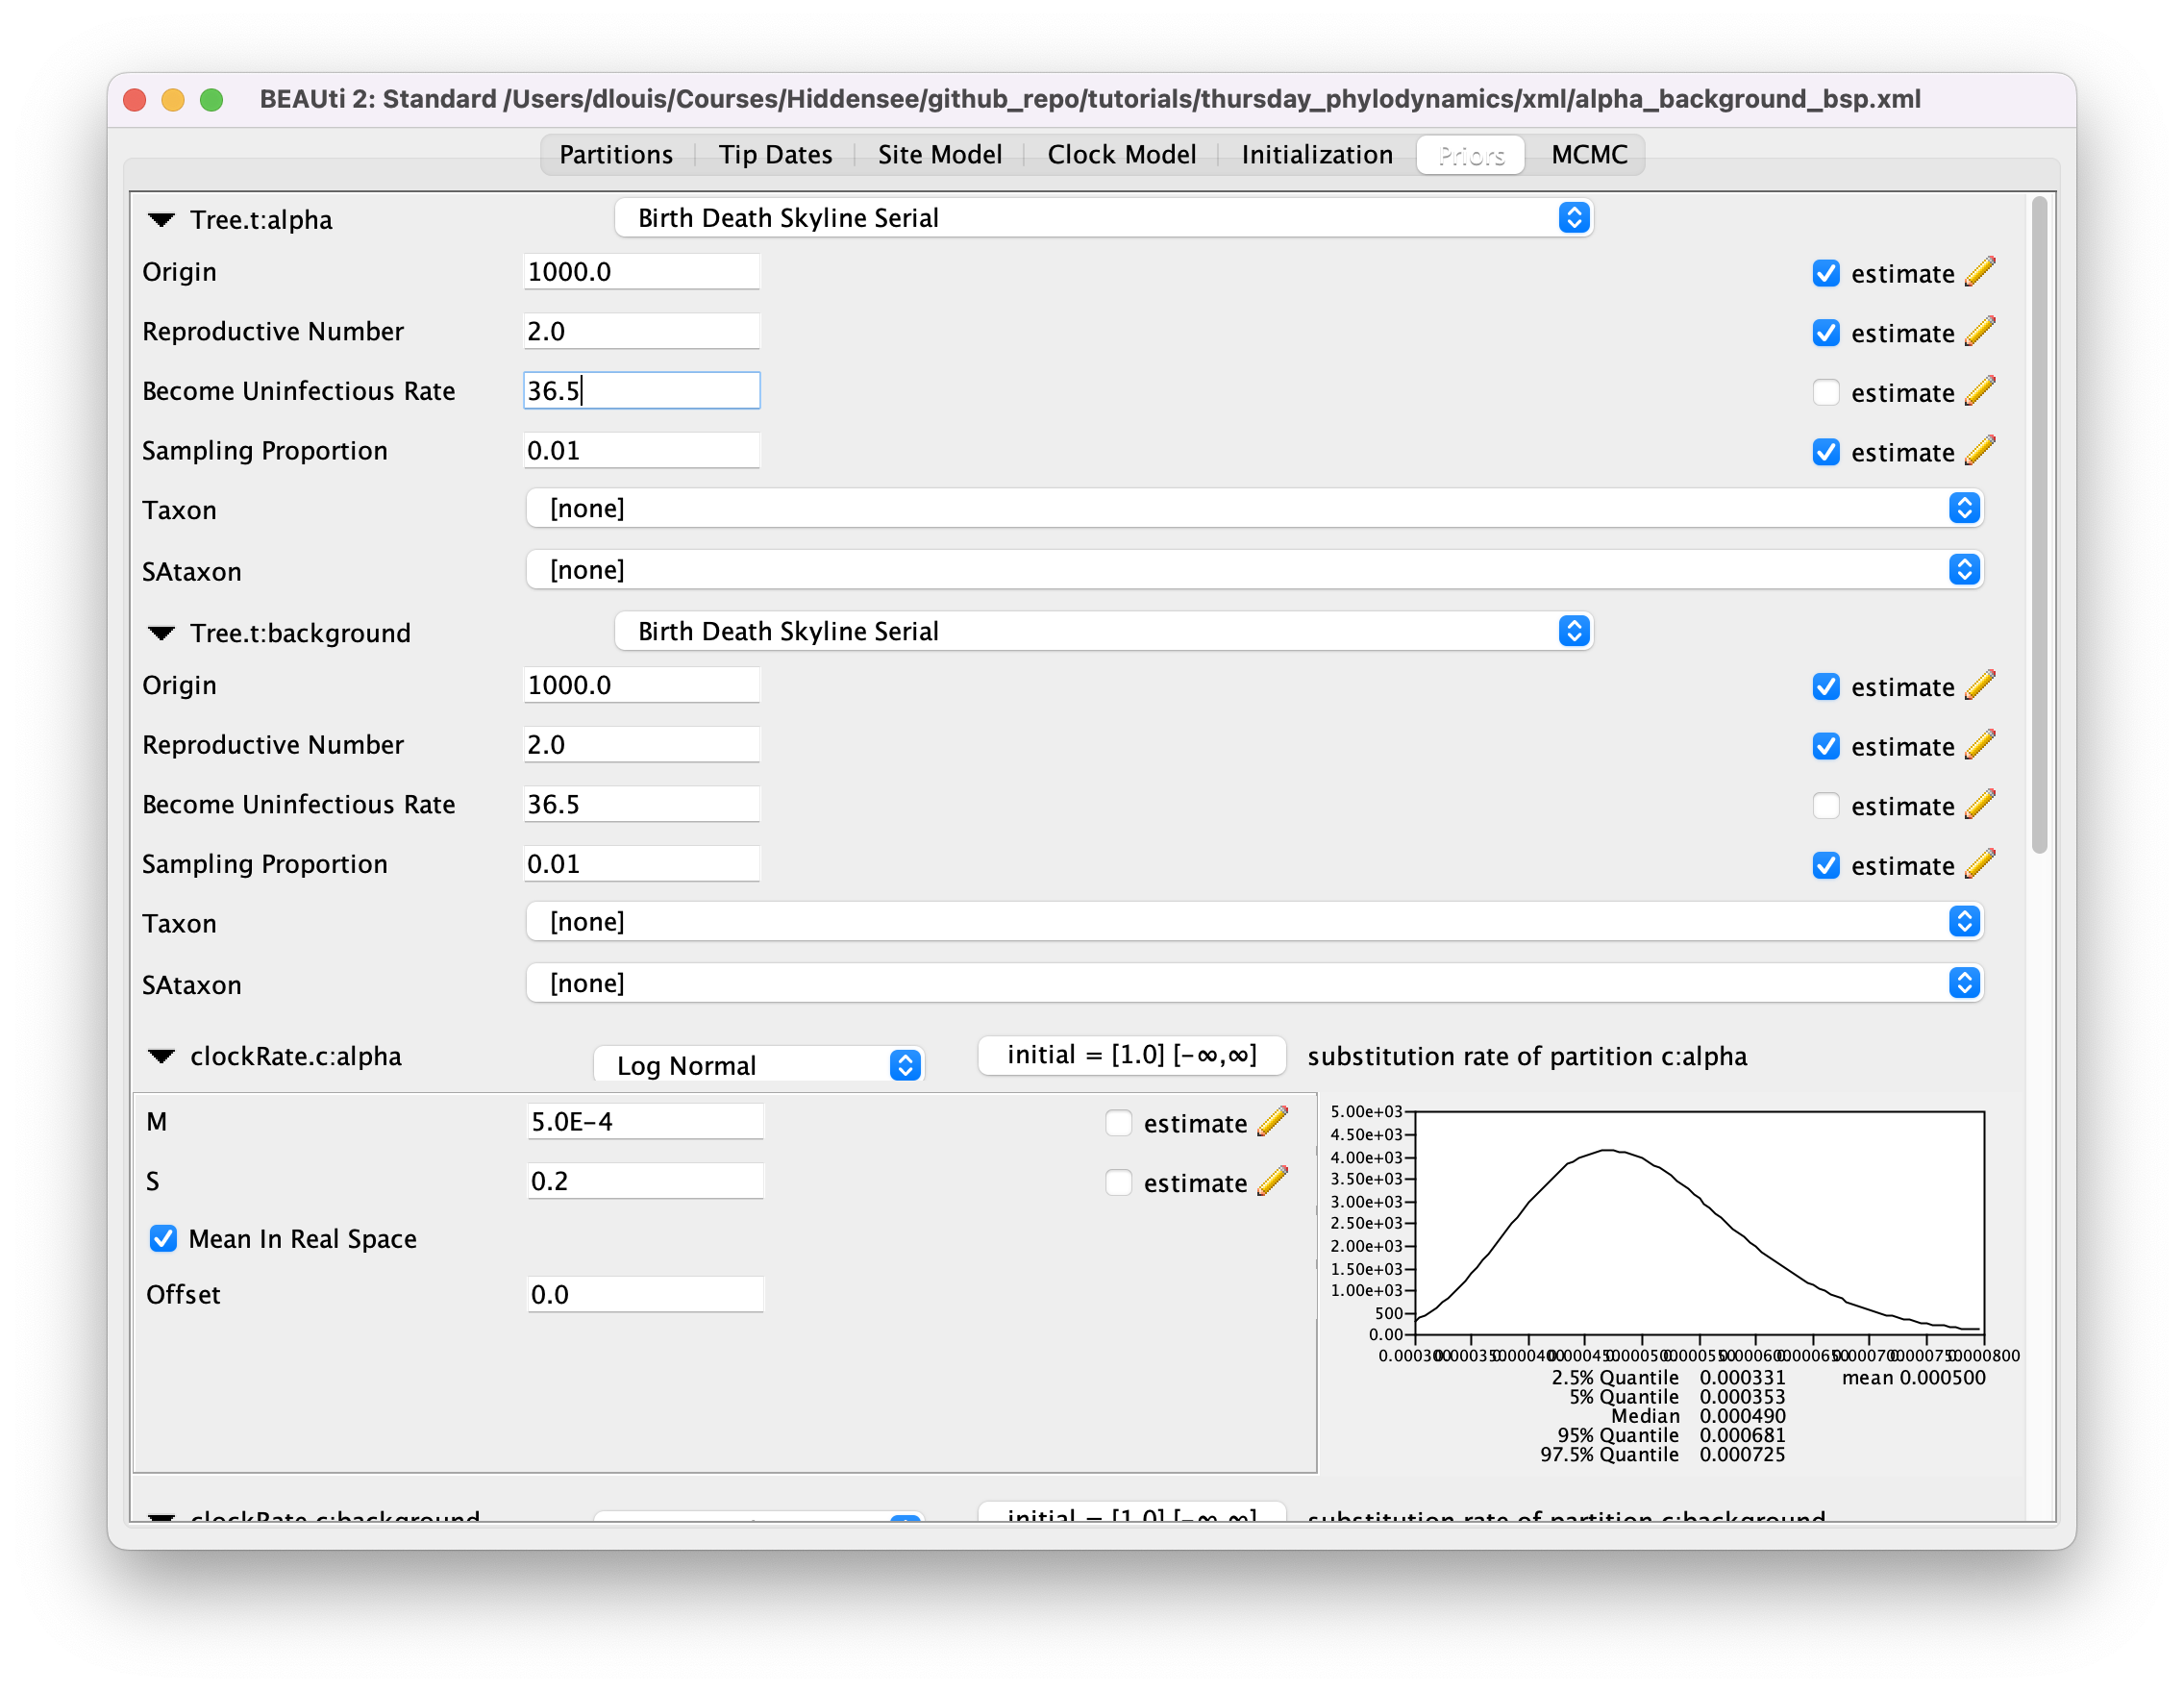 BEAUti 2: Standard /Users/dlouis/Courses/Hiddensee/github_repo/tutorials/thursday_phylodynamics/xml/alpha_background_bsp.xml
Partitions Tip Dates Site Model Clock Model Initialization Priors MCMC
Tree.t:alpha Birth Death Skyline Serial
Origin 1000.0 estimate
Reproductive Number 2.0 estimate
Become Uninfectious Rate 36.5 estimate
Sampling Proportion 0.01 estimate
Taxon [none]
SAtaxon [none]
Tree.t:background Birth Death Skyline Serial
Origin 1000.0 estimate
Reproductive Number 2.0 estimate
Become Uninfectious Rate 36.5 estimate
Sampling Proportion 0.01 estimate
Taxon [none]
SAtaxon [none]
clockRate.c:alpha Log Normal initial = [1.0] [-∞,∞] substitution rate of partition c:alpha
M 5.0E-4 estimate
S 0.2 estimate
Mean In Real Space
Offset 0.0
5.00e+03
4.50e+03
4.00e+03
3.50e+03
3.00e+03
2.50e+03
2.00e+03
1.50e+03
1.00e+03
500
0.00
0.000300 0.000350 0.000400 0.000450 0.000500 0.000550 0.000600 0.000650 0.000700 0.000750 0.000800
2.5% Quantile 0.000331 mean 0.000500
5% Quantile 0.000353
Median 0.000490
95% Quantile 0.000681
97.5% Quantile 0.000725
clockRate.c:background initial = [1.0] [-∞,∞] substitution rate of partition c:background